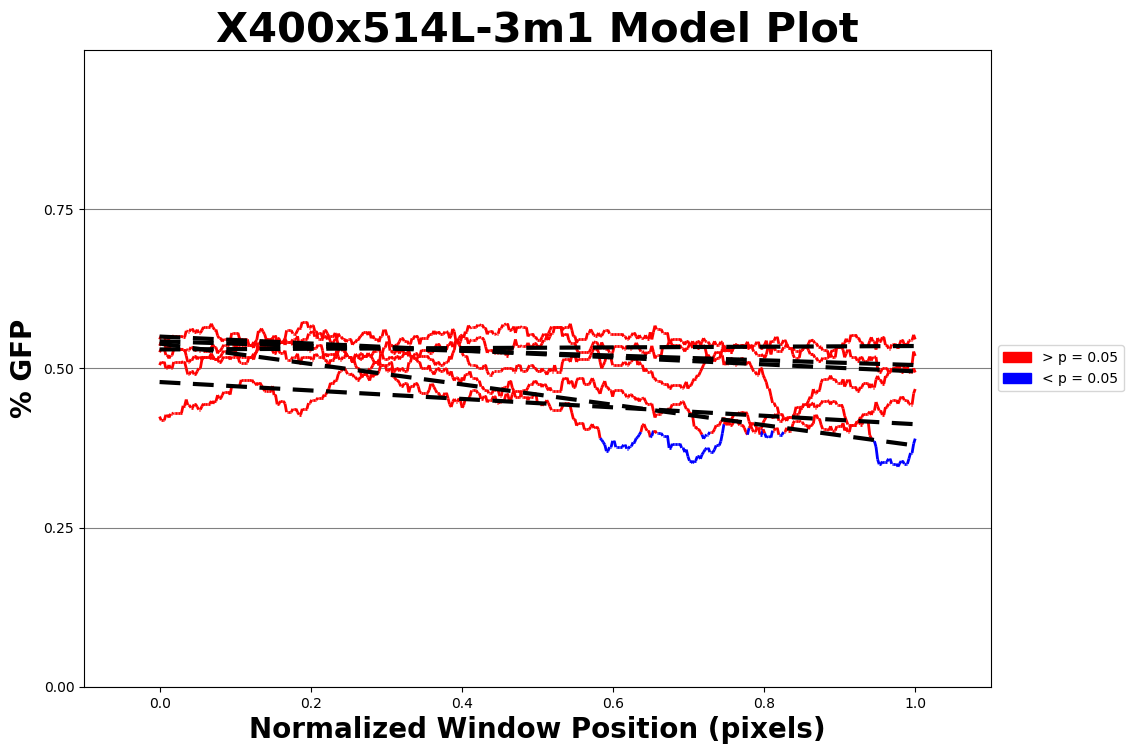 X400x514L-3m1 Model Plot
% GFP
0.75
0.50
0.25
0.00
0.0 0.2 0.4 0.6 0.8 1.0
Normalized Window Position (pixels)
> p = 0.05
< p = 0.05